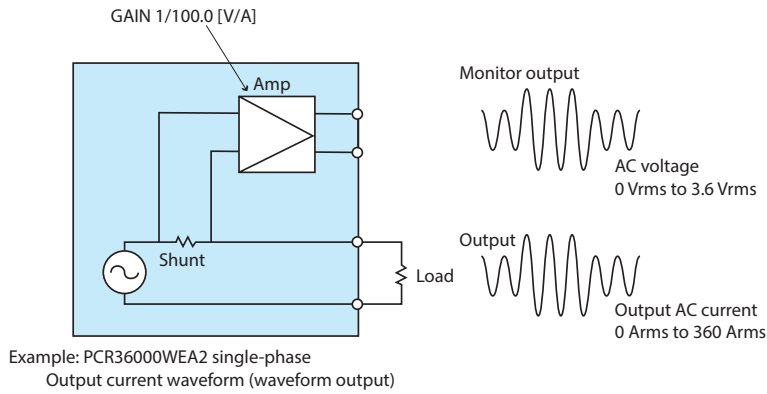 GAIN 1/100.0 [V/A]
Amp
Monitor output
AC voltage
0 Vrms to 3.6 Vrms
Shunt
Load
Output
Output AC current
0 Arms to 360 Arms
Example: PCR36000WEA2 single-phase
Output current waveform (waveform output)